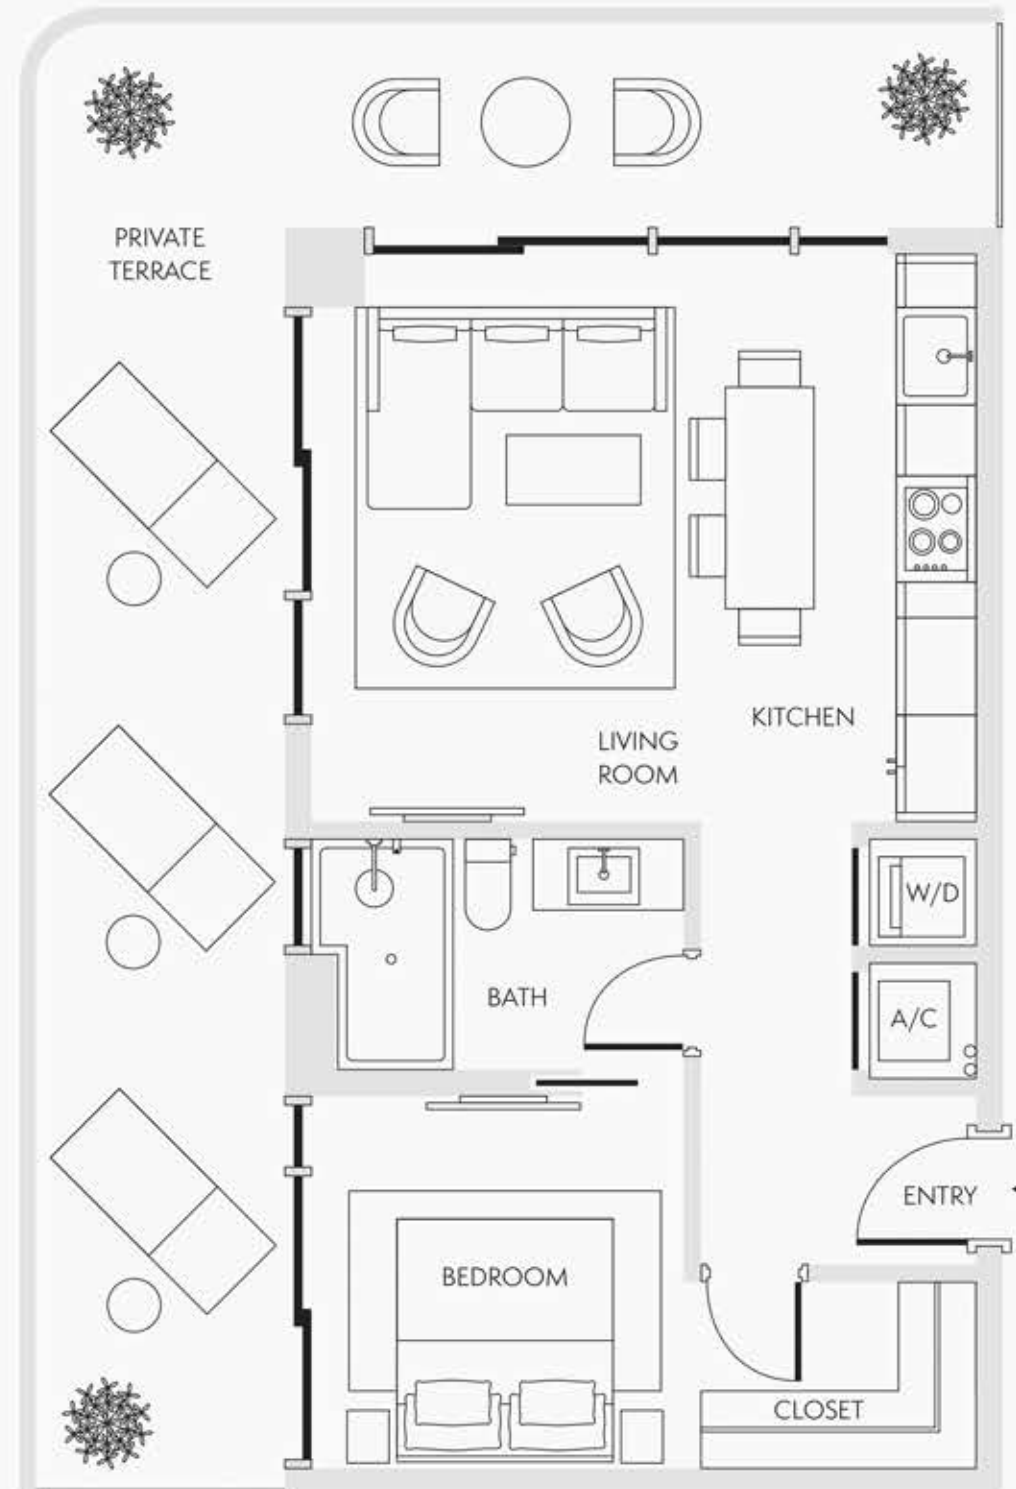 PRIVATE
TERRACE
KITCHEN
LIVING
ROOM
W/D
BATH
A/C
ENTRY
BEDROOM
CLOSET